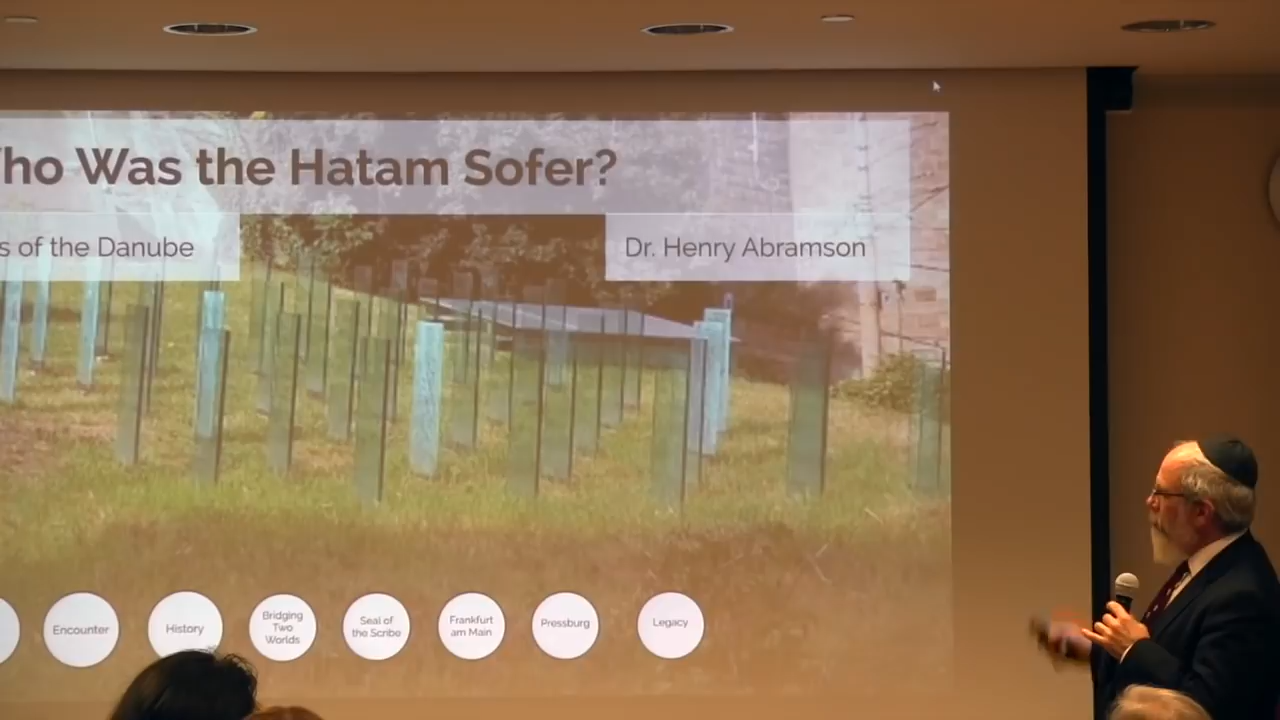 ho Was the Hatam Sofer?
s of the Danube
Dr. Henry Abramson
Encounter
History
Bridging
Two
Worlds
Seal of
the Scribe
Frankfurt
am Main
Pressburg
Legacy